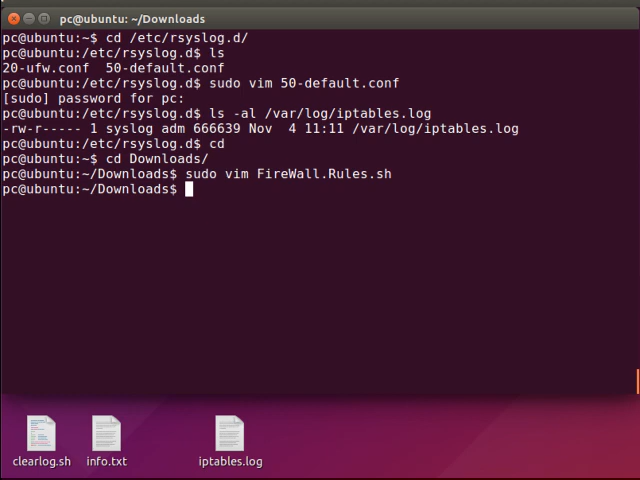 pc@ubuntu: ~/Downloads
pc@ubuntu:~$ cd /etc/rsyslog.d/
pc@ubuntu:/etc/rsyslog.d$ ls
20-ufw.conf  50-default.conf
pc@ubuntu:/etc/rsyslog.d$ sudo vim 50-default.conf
[sudo] password for pc:
pc@ubuntu:/etc/rsyslog.d$ ls -al /var/log/iptables.log
-rw-r----- 1 syslog adm 666639 Nov  4 11:11 /var/log/iptables.log
pc@ubuntu:/etc/rsyslog.d$ cd
pc@ubuntu:~$ cd Downloads/
pc@ubuntu:~/Downloads$ sudo vim FireWall.Rules.sh
pc@ubuntu:~/Downloads$
clearlog.sh info.txt iptables.log